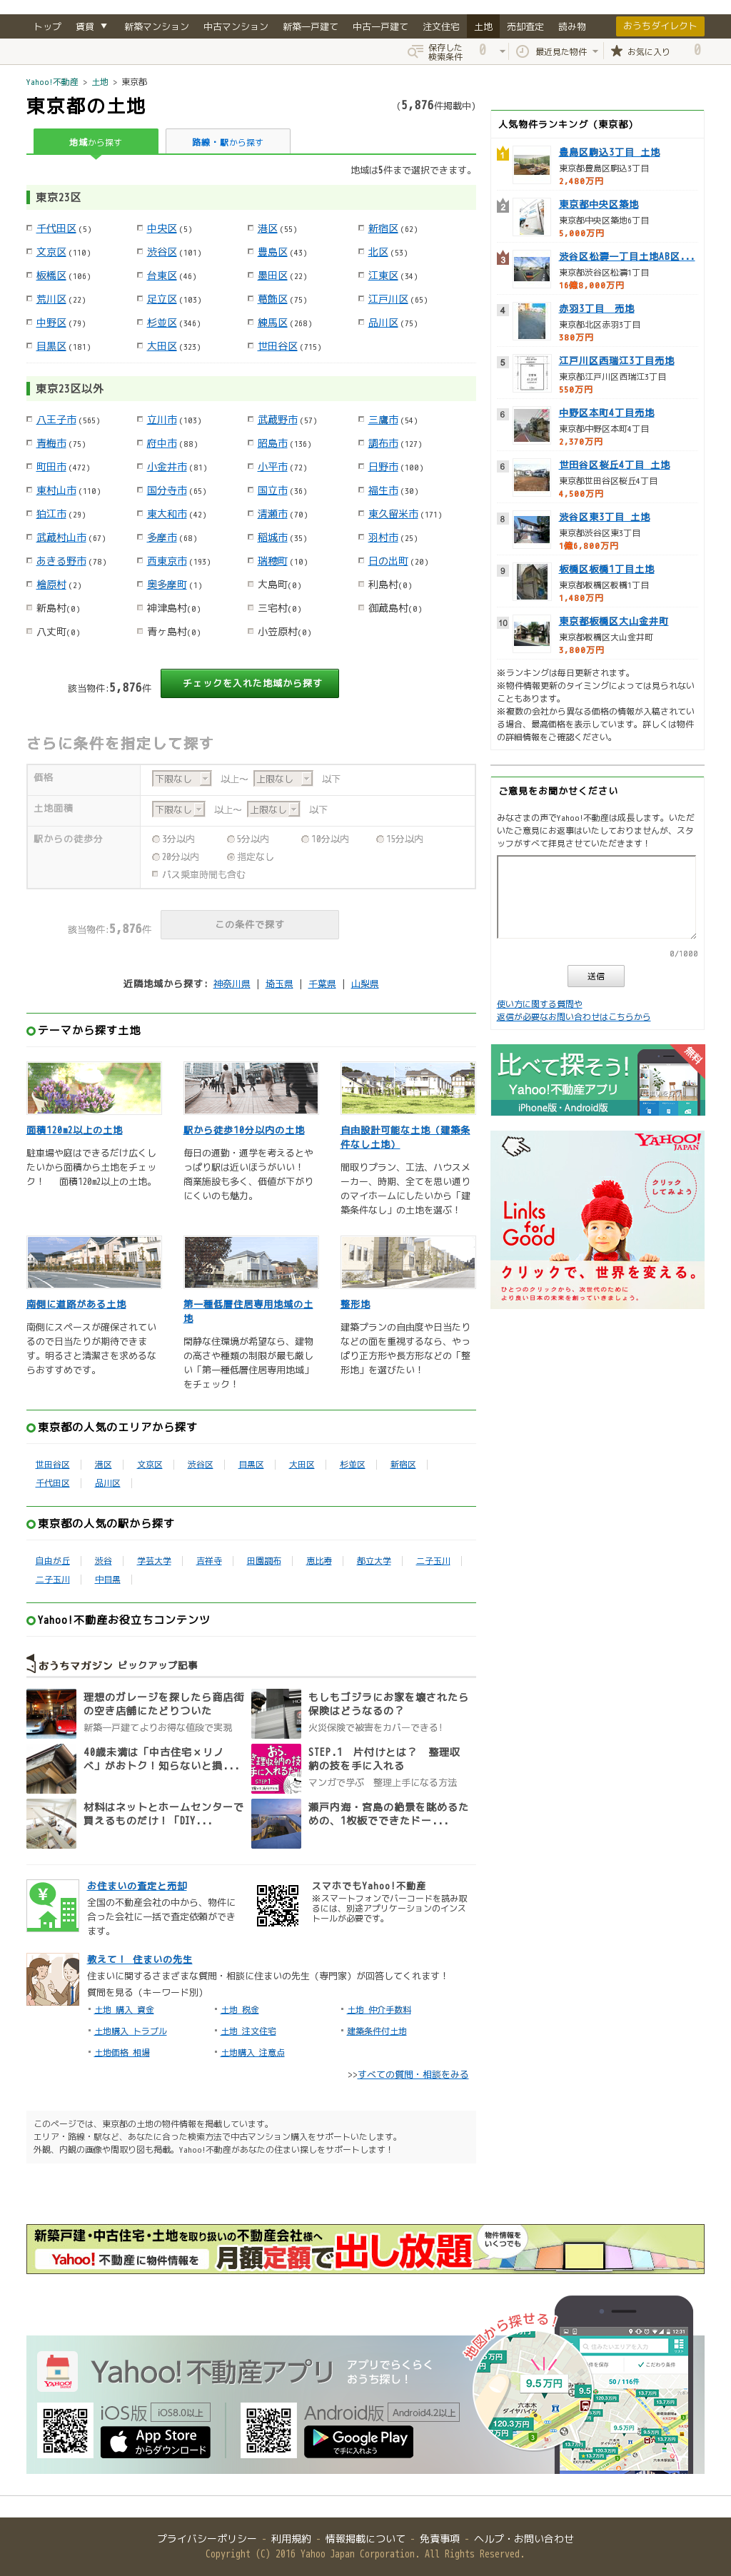 トップ 賃貸 ▼ 新築マンション 中古マンション 新築一戸建て 中古一戸建て 注文住宅 土地 売却査定 読み物 おうちダイレクト
保存した検索条件 0 最近見た物件 お気に入り 0
Yahoo!不動産 > 土地 > 東京都
東京都の土地
(5,876件掲載中)
地域から探す 路線・駅から探す
地域は5件まで選択できます。
東京23区
千代田区(5) 中央区(5) 港区(55) 新宿区(62)
文京区(110) 渋谷区(101) 豊島区(43) 北区(53)
板橋区(106) 台東区(46) 墨田区(22) 江東区(34)
荒川区(22) 足立区(103) 葛飾区(75) 江戸川区(65)
中野区(79) 杉並区(346) 練馬区(268) 品川区(75)
目黒区(181) 大田区(323) 世田谷区(715)
東京23区以外
八王子市(565) 立川市(103) 武蔵野市(57) 三鷹市(54)
青梅市(75) 府中市(88) 昭島市(136) 調布市(127)
町田市(472) 小金井市(81) 小平市(72) 日野市(100)
東村山市(110) 国分寺市(65) 国立市(36) 福生市(30)
狛江市(29) 東大和市(42) 清瀬市(70) 東久留米市(171)
武蔵村山市(67) 多摩市(68) 稲城市(35) 羽村市(25)
あきる野市(78) 西東京市(193) 瑞穂町(10) 日の出町(20)
檜原村(2) 奥多摩町(1) 大島町(0) 利島村(0)
新島村(0) 神津島村(0) 三宅村(0) 御蔵島村(0)
八丈町(0) 青ヶ島村(0) 小笠原村(0)
該当物件:5,876件 チェックを入れた地域から探す
さらに条件を指定して探す
価格 下限なし 以上～ 上限なし 以下
土地面積 下限なし 以上～ 上限なし 以下
駅からの徒歩分 3分以内 5分以内 10分以内 15分以内
20分以内 指定なし
バス乗車時間も含む
該当物件:5,876件 この条件で探す
近隣地域から探す: 神奈川県 | 埼玉県 | 千葉県 | 山梨県
テーマから探す土地
面積120m2以上の土地
駐車場や庭はできるだけ広くしたいから面積から土地をチェック！　面積120m2以上の土地。
駅から徒歩10分以内の土地
毎日の通勤・通学を考えるとやっぱり駅は近いほうがいい！商業施設も多く、価値が下がりにくいのも魅力。
自由設計可能な土地（建築条件なし土地）
間取りプラン、工法、ハウスメーカー、時期、全てを思い通りのマイホームにしたいから「建築条件なし」の土地を選ぶ！
南側に道路がある土地
南側にスペースが確保されているので日当たりが期待できます。明るさと清潔さを求めるならおすすめです。
第一種低層住居専用地域の土地
閑静な住環境が希望なら、建物の高さや種類の制限が最も厳しい「第一種低層住居専用地域」をチェック！
整形地
建築プランの自由度や日当たりなどの面を重視するなら、やっぱり正方形や長方形などの「整形地」を選びたい！
東京都の人気のエリアから探す
世田谷区 港区 文京区 渋谷区 目黒区 大田区 杉並区 新宿区
千代田区 品川区
東京都の人気の駅から探す
自由が丘 渋谷 学芸大学 吉祥寺 田園調布 恵比寿 都立大学 二子玉川
二子玉川 中目黒
Yahoo!不動産お役立ちコンテンツ
おうちマガジン ピックアップ記事
理想のガレージを探したら商店街の空き店舗にたどりついた
新築一戸建てよりお得な値段で実現
もしもゴジラにお家を壊されたら保険はどうなるの？
火災保険で被害をカバーできる!
40歳未満は「中古住宅×リノベ」がおトク！知らないと損...
STEP.1 片付けとは？　整理収納の技を手に入れる
マンガで学ぶ　整理上手になる方法
材料はネットとホームセンターで買えるものだけ！「DIY...
瀬戸内海・宮島の絶景を眺めるための、1枚板でできたドー...
お住まいの査定と売却
全国の不動産会社の中から、物件に合った会社に一括で査定依頼ができます。
スマホでもYahoo!不動産
※スマートフォンでバーコードを読み取るには、別途アプリケーションのインストールが必要です。
教えて！ 住まいの先生
住まいに関するさまざまな質問・相談に住まいの先生（専門家）が回答してくれます！
質問を見る（キーワード別）
土地 購入 資金 土地 税金 土地 仲介手数料
土地購入 トラブル 土地 注文住宅 建築条件付土地
土地価格 相場 土地購入 注意点
>>すべての質問・相談をみる
このページでは、東京都の土地の物件情報を掲載しています。
エリア・路線・駅など、あなたに合った検索方法で中古マンション購入をサポートいたします。
外観、内観の画像や間取り図も掲載。Yahoo!不動産があなたの住まい探しをサポートします！
人気物件ランキング（東京都）
1 豊島区駒込3丁目 土地
東京都豊島区駒込3丁目
2,480万円
2 東京都中央区築地
東京都中央区築地6丁目
5,000万円
3 渋谷区松濤一丁目土地AB区...
東京都渋谷区松濤1丁目
16億8,000万円
4 赤羽3丁目 売地
東京都北区赤羽3丁目
380万円
5 江戸川区西瑞江3丁目売地
東京都江戸川区西瑞江3丁目
550万円
6 中野区本町4丁目売地
東京都中野区本町4丁目
2,370万円
6 世田谷区桜丘4丁目 土地
東京都世田谷区桜丘4丁目
4,500万円
8 渋谷区東3丁目 土地
東京都渋谷区東3丁目
1億6,800万円
9 板橋区板橋1丁目土地
東京都板橋区板橋1丁目
1,480万円
10 東京都板橋区大山金井町
東京都板橋区大山金井町
3,800万円
※ランキングは毎日更新されます。
※物件情報更新のタイミングによっては見られないこともあります。
※複数の会社から異なる価格の情報が入稿されている場合、最高価格を表示しています。詳しくは物件の詳細情報をご確認ください。
ご意見をお聞かせください
みなさまの声でYahoo!不動産は成長します。いただいたご意見にお返事はいたしておりませんが、スタッフがすべて拝見させていただきます！
0/1000
送信
使い方に関する質問や
返信が必要なお問い合わせはこちらから
無料
比べて探そう!
Yahoo!不動産アプリ
iPhone版・Android版
YAHOO! JAPAN
クリックしてみよう
Links for Good
クリックで、世界を変える。
ひとつのクリックから、次世代のために
より良い日本の未来を創っていきましょう。
新築戸建・中古住宅・土地を取り扱いの不動産会社様へ
Yahoo!不動産に物件情報を 月額定額で出し放題
物件情報をいくつでも
Yahoo!不動産アプリ アプリでらくらくおうち探し！
iOS版 iOS8.0以上 Android版 Android4.2以上
App Storeからダウンロード Google Playで手に入れよう
地図から探せる!
9.5万円
六本木
120.3万円
住みたいエリアを入力
こだわり条件
50 / 116件
12:31
プライバシーポリシー - 利用規約 - 情報掲載について - 免責事項 - ヘルプ・お問い合わせ
Copyright (C) 2016 Yahoo Japan Corporation. All Rights Reserved.